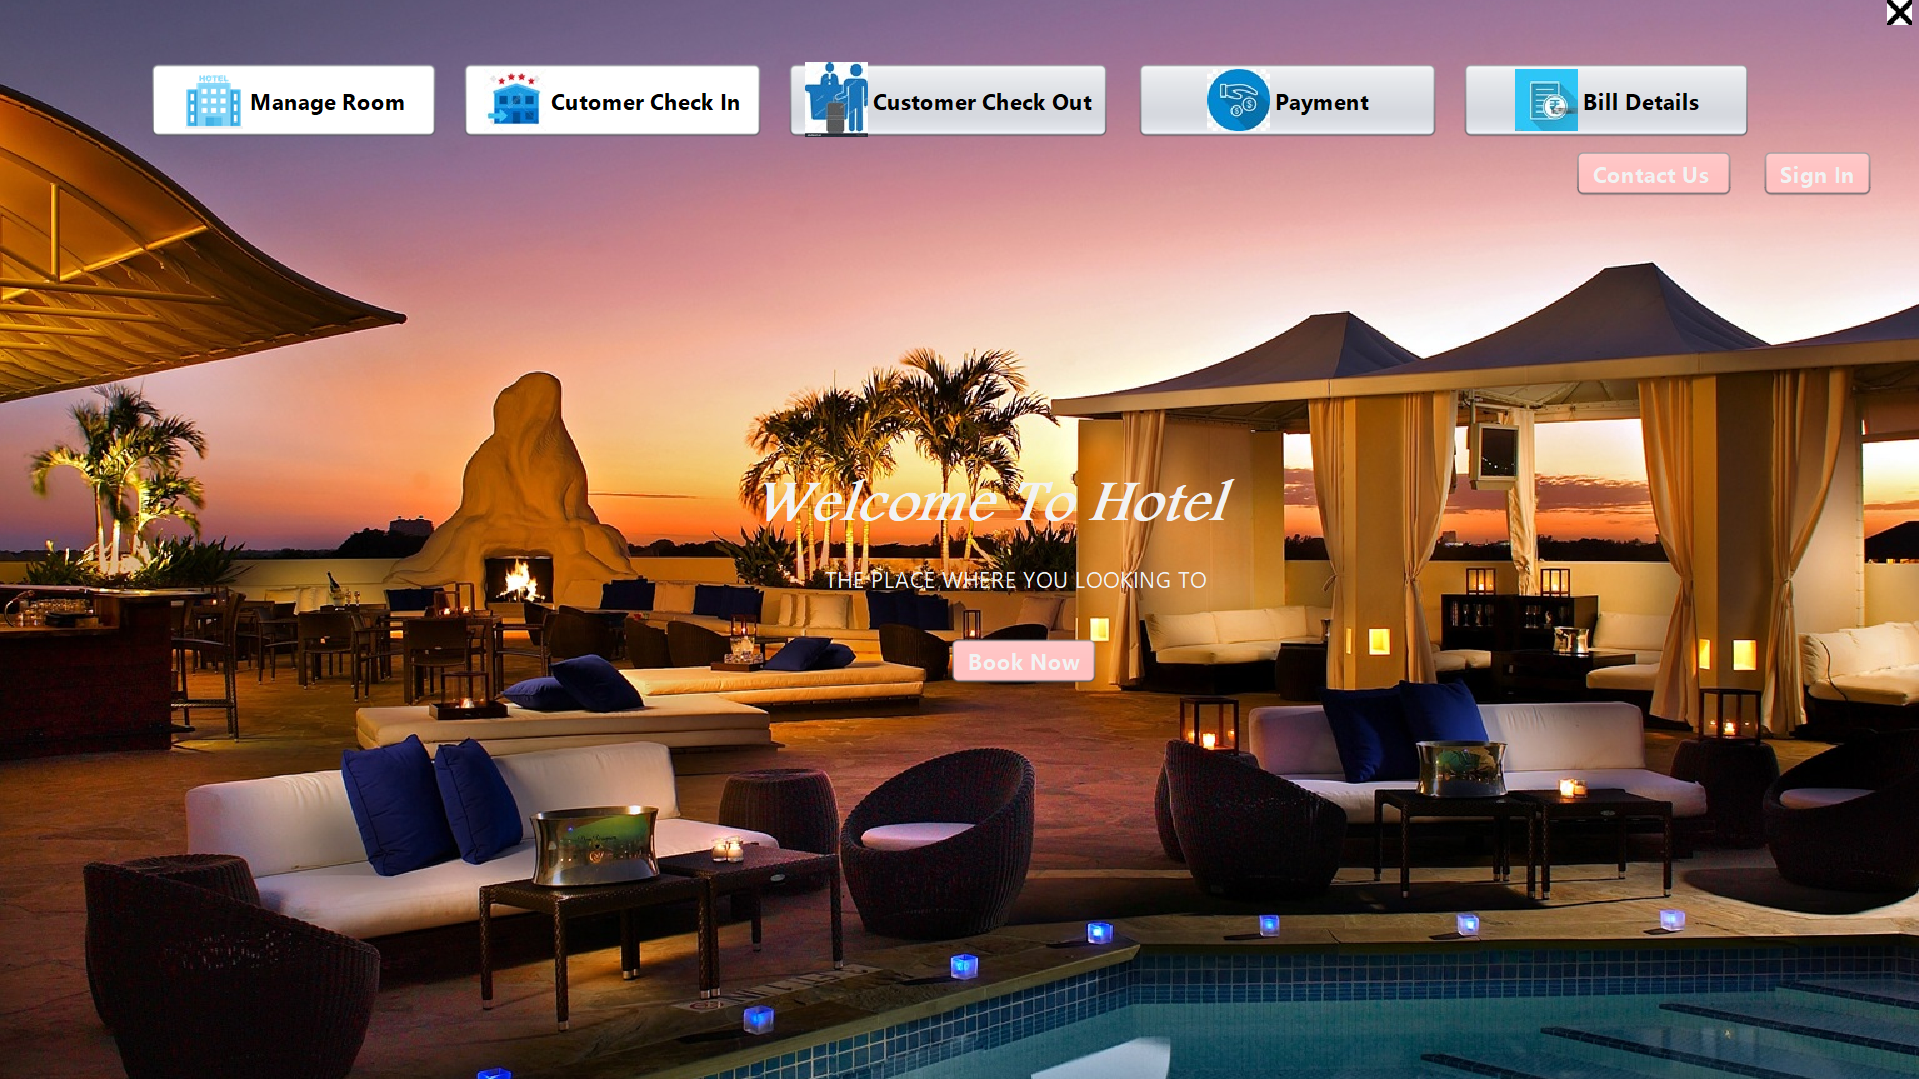 HOTEL
Manage Room
Cutomer Check In
Customer Check Out
Payment
Bill Details
Contact Us
Sign In
Welcome To Hotel
THE PLACE WHERE YOU LOOKING TO
Book Now